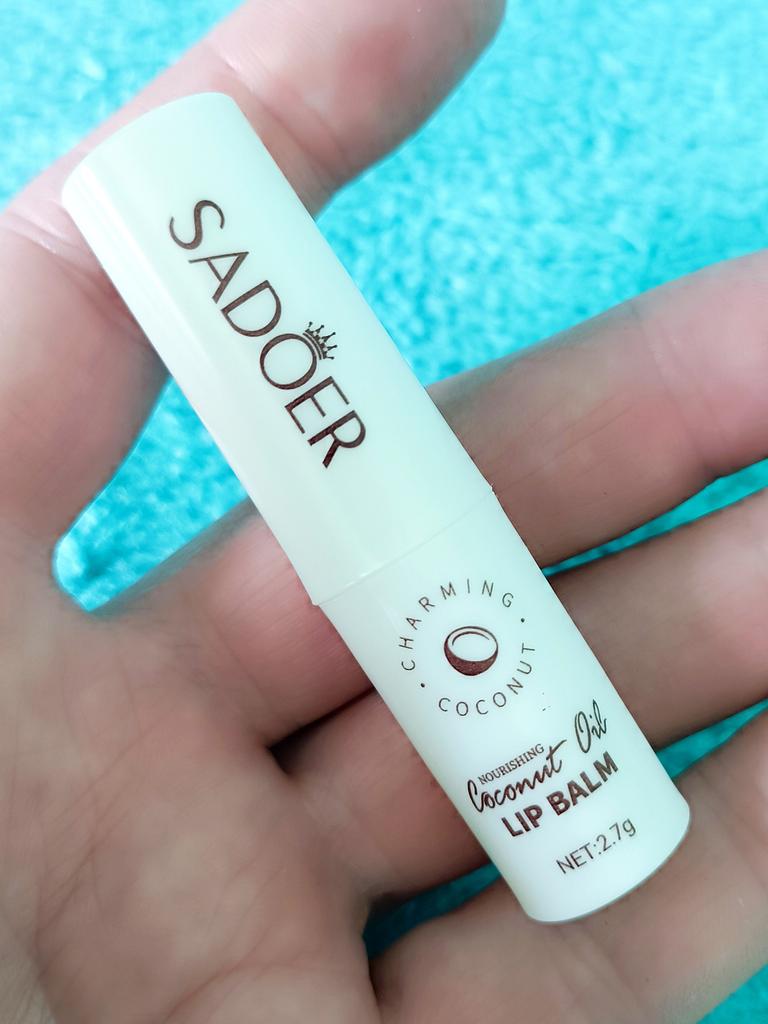 SADOER
CHARMING
COCONUT
NOURISHING
Coconut Oil
LIP BALM
NET:2.7g